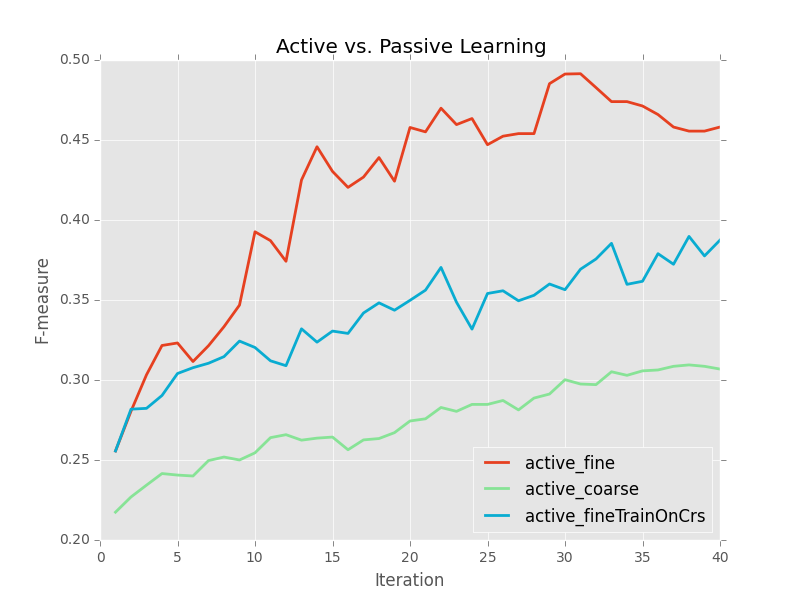 Active vs. Passive Learning
0.50
0.45
0.40
0.35
0.30
0.25
0.20
F-measure
active_fine
active_coarse
active_fineTrainOnCrs
0 5 10 15 20 25 30 35 40
Iteration